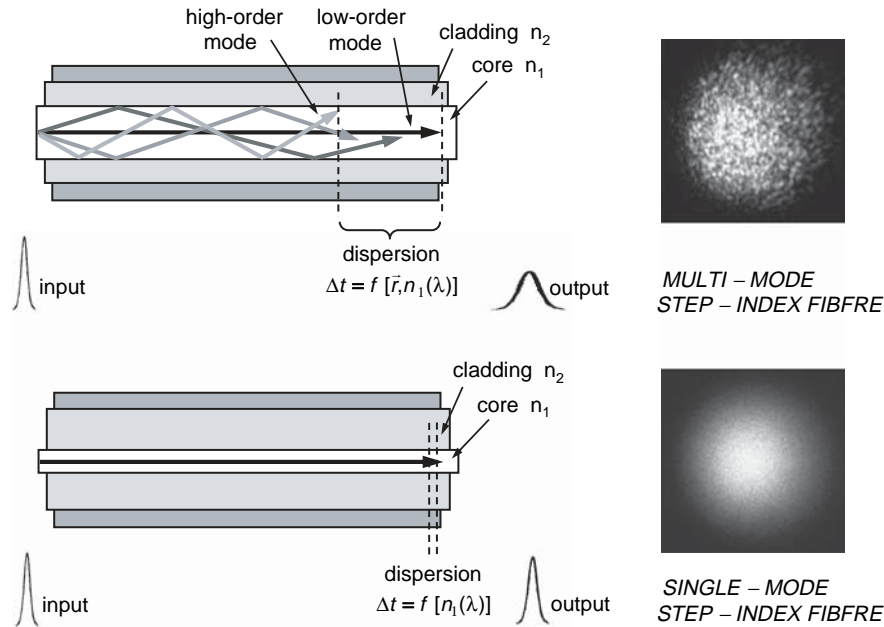 high-order
mode
low-order
mode
cladding n₂
core n₁
dispersion
Δt = f [r⃗,n₁(λ)]
input
output
MULTI – MODE
STEP – INDEX FIBFRE
cladding n₂
core n₁
dispersion
Δt = f [n₁(λ)]
input
output
SINGLE – MODE
STEP – INDEX FIBFRE